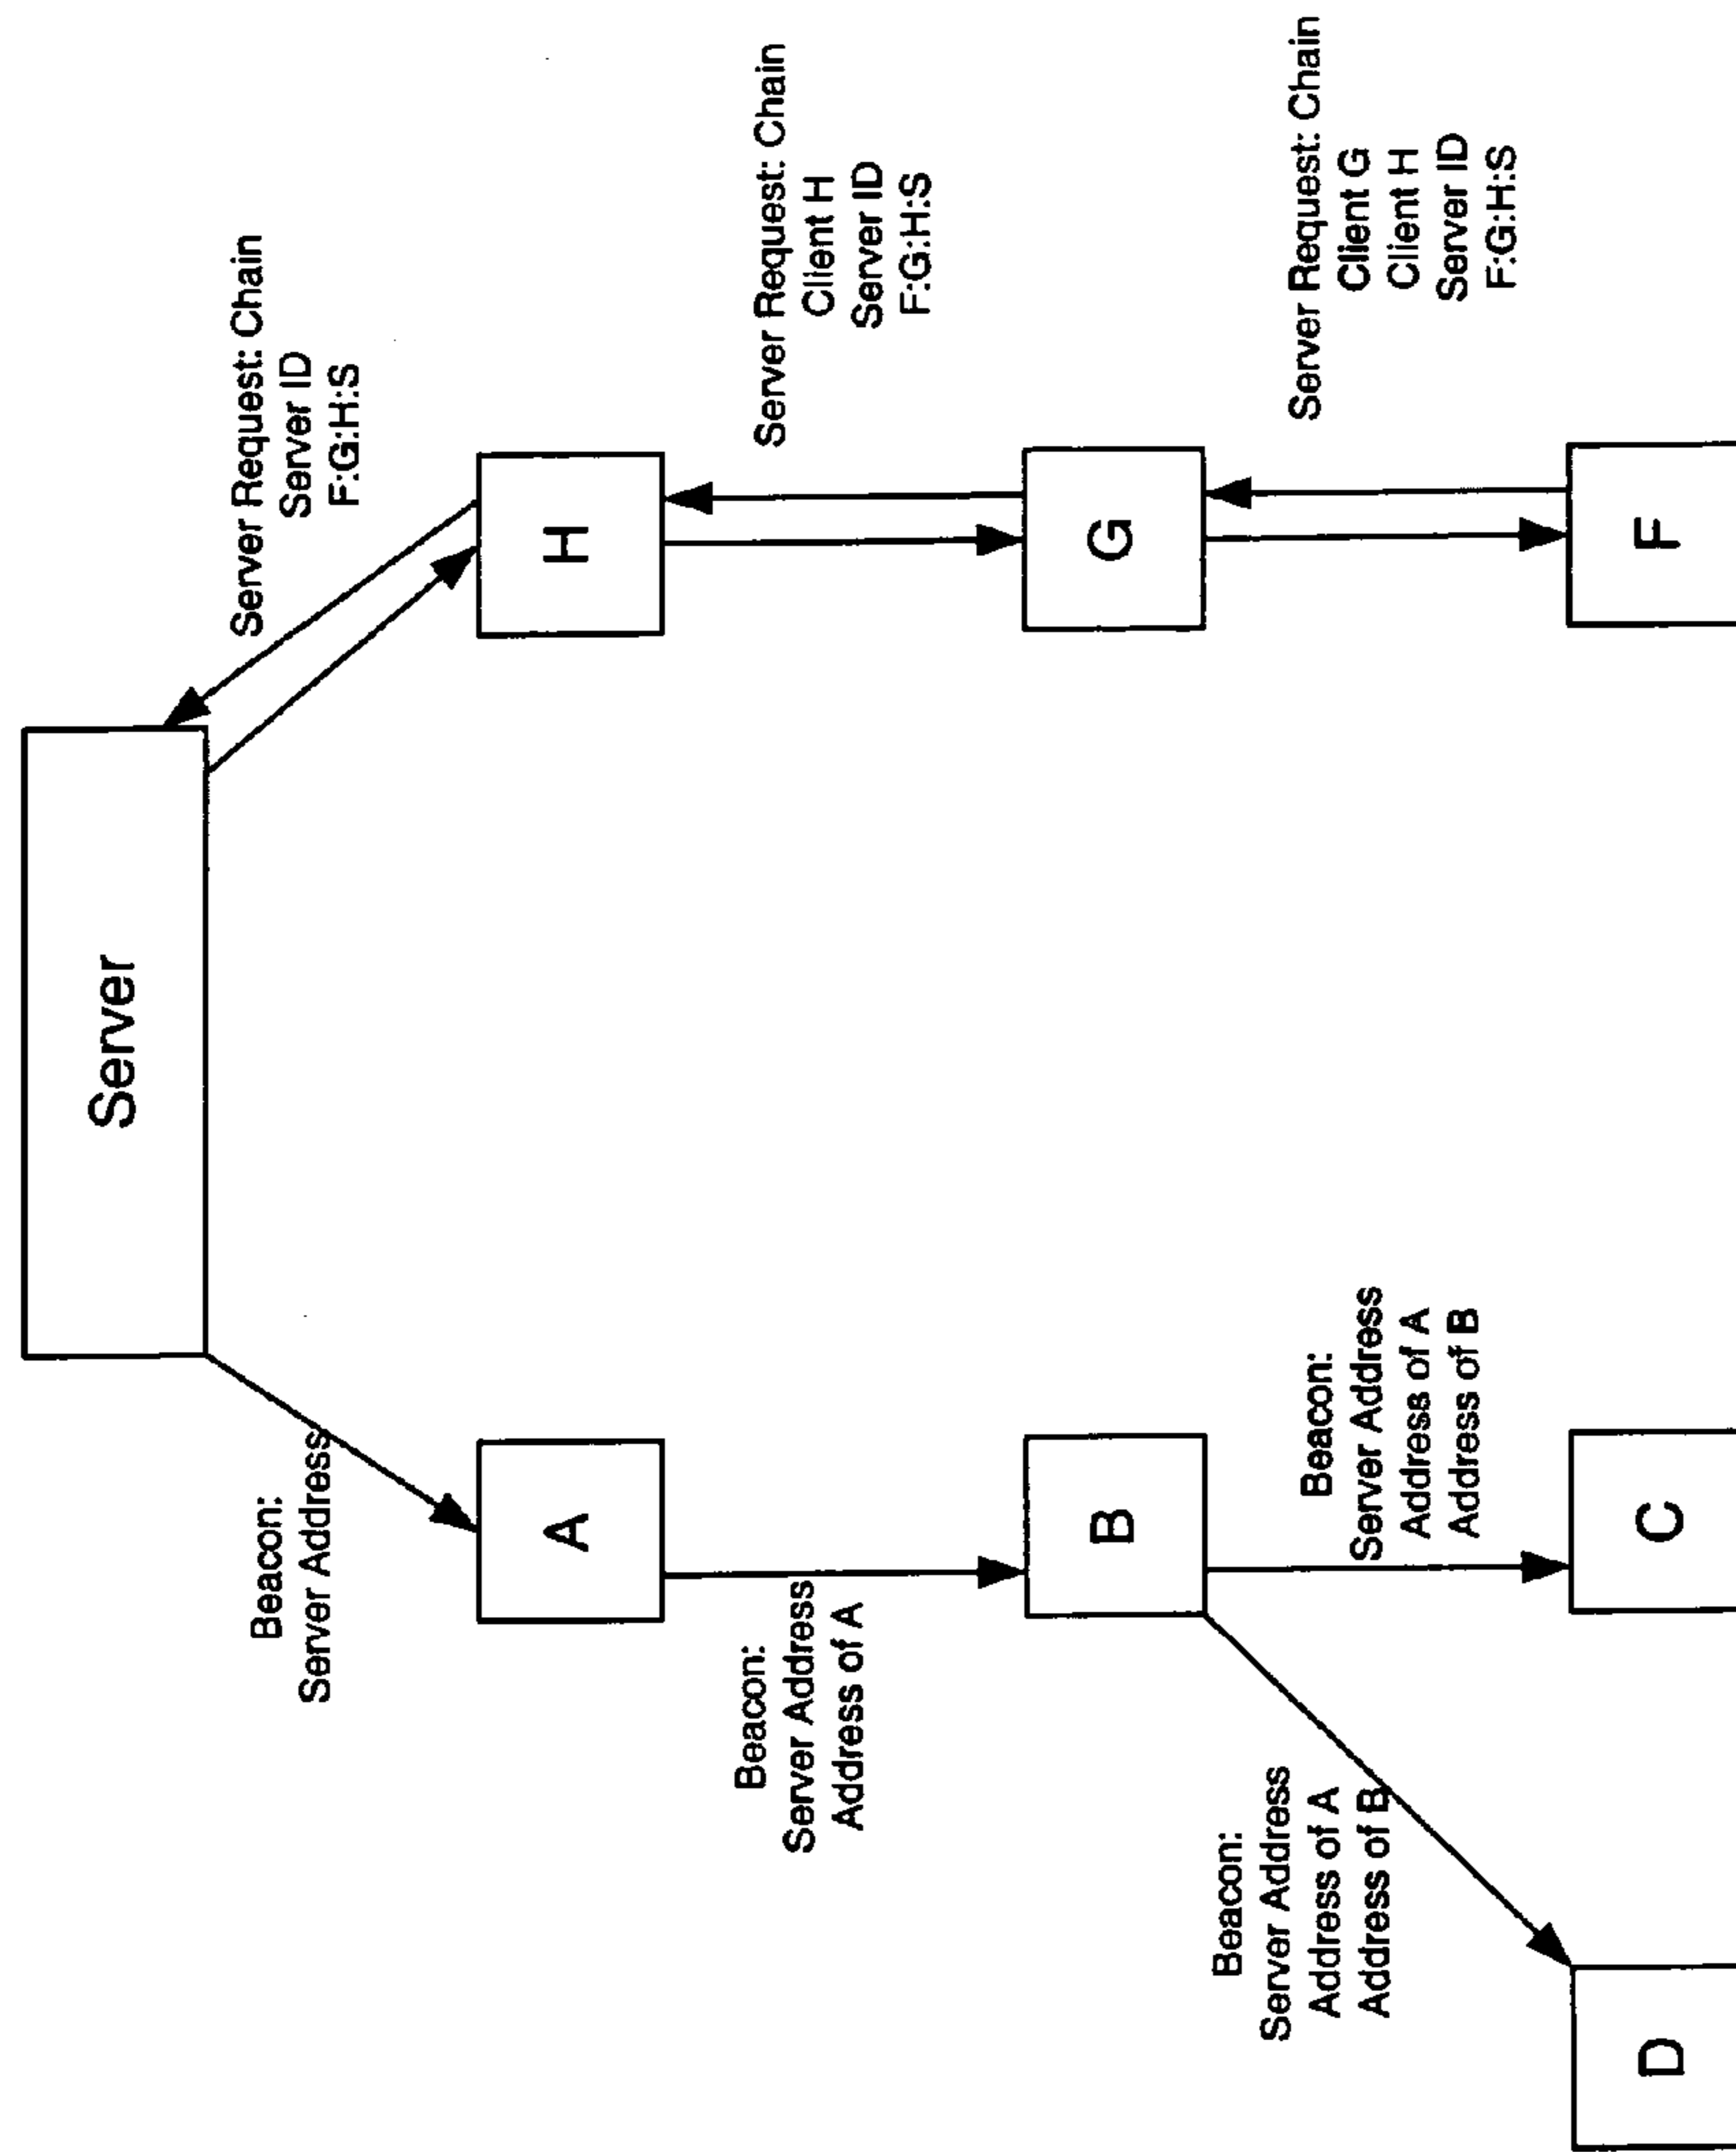 Server
Beacon:
Server Address
Server Request: Chain
Server ID
F:G:H:S
A
H
Beacon:
Server Address
Address of A
Server Request: Chain
Client H
Server ID
F:G:H:S
B
G
Beacon:
Server Address
Address of A
Address of B
Beacon:
Server Address
Address of A
Address of B
Server Request: Chain
Client G
Client H
Server ID
F:G:H:S
D
C
F